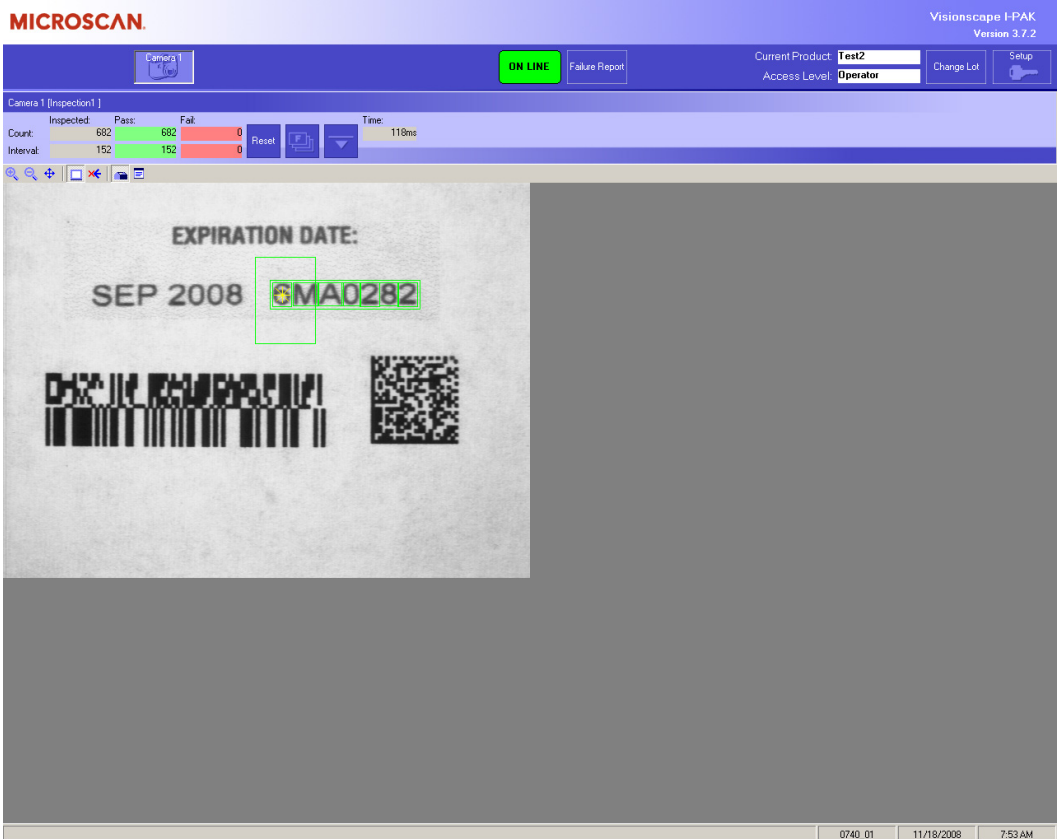 MICROSCAN.
Visionscape I-PAK
Version 3.7.2
Camera 1
ON LINE
Failure Report
Current Product: Test2
Access Level: Operator
Change Lot
Setup
Camera 1 [Inspection1 ]
Inspected: Pass: Fail: Time:
Count: 682 682 0 118ms
Interval: 152 152 0
Reset
EXPIRATION DATE:
SEP 2008 6MA0282
0740_01 11/18/2008 7:53 AM